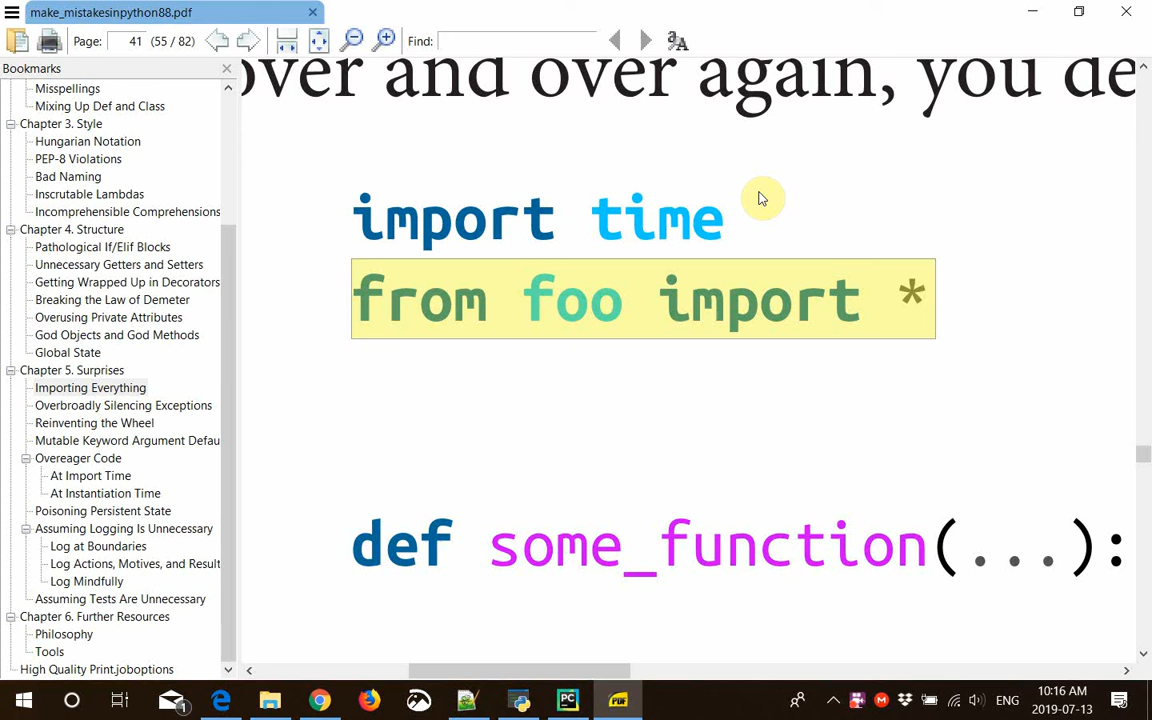 make_mistakesinpython88.pdf
Page: 41 (55 / 82) Find:
Bookmarks
Misspellings
Mixing Up Def and Class
Chapter 3. Style
Hungarian Notation
PEP-8 Violations
Bad Naming
Inscrutable Lambdas
Incomprehensible Comprehensions
Chapter 4. Structure
Pathological If/Elif Blocks
Unnecessary Getters and Setters
Getting Wrapped Up in Decorators
Breaking the Law of Demeter
Overusing Private Attributes
God Objects and God Methods
Global State
Chapter 5. Surprises
Importing Everything
Overbroadly Silencing Exceptions
Reinventing the Wheel
Mutable Keyword Argument Defau
Overeager Code
At Import Time
At Instantiation Time
Poisoning Persistent State
Assuming Logging Is Unnecessary
Log at Boundaries
Log Actions, Motives, and Result
Log Mindfully
Assuming Tests Are Unnecessary
Chapter 6. Further Resources
Philosophy
Tools
High Quality Print.joboptions
over and over again, you de
import time
from foo import *
def some_function(...):
ENG
10:16 AM
2019-07-13